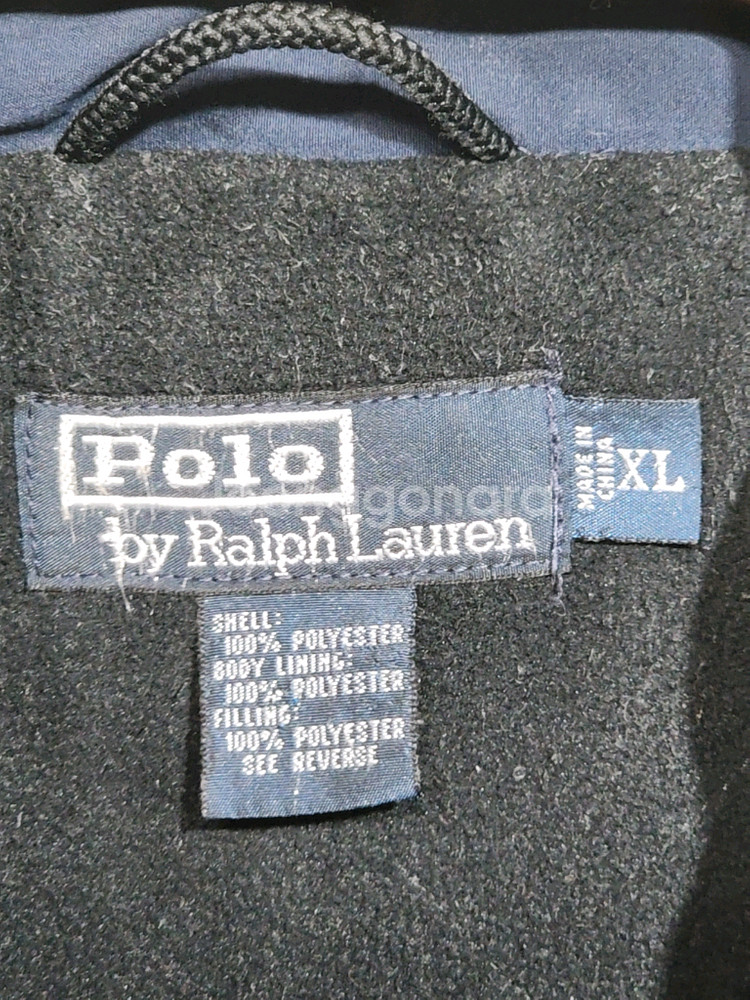 Polo
by Ralph Lauren
MADE IN
CHINA
XL
SHELL:
100% POLYESTER
BODY LINING:
100% POLYESTER
FILLING:
100% POLYESTER
SEE REVERSE